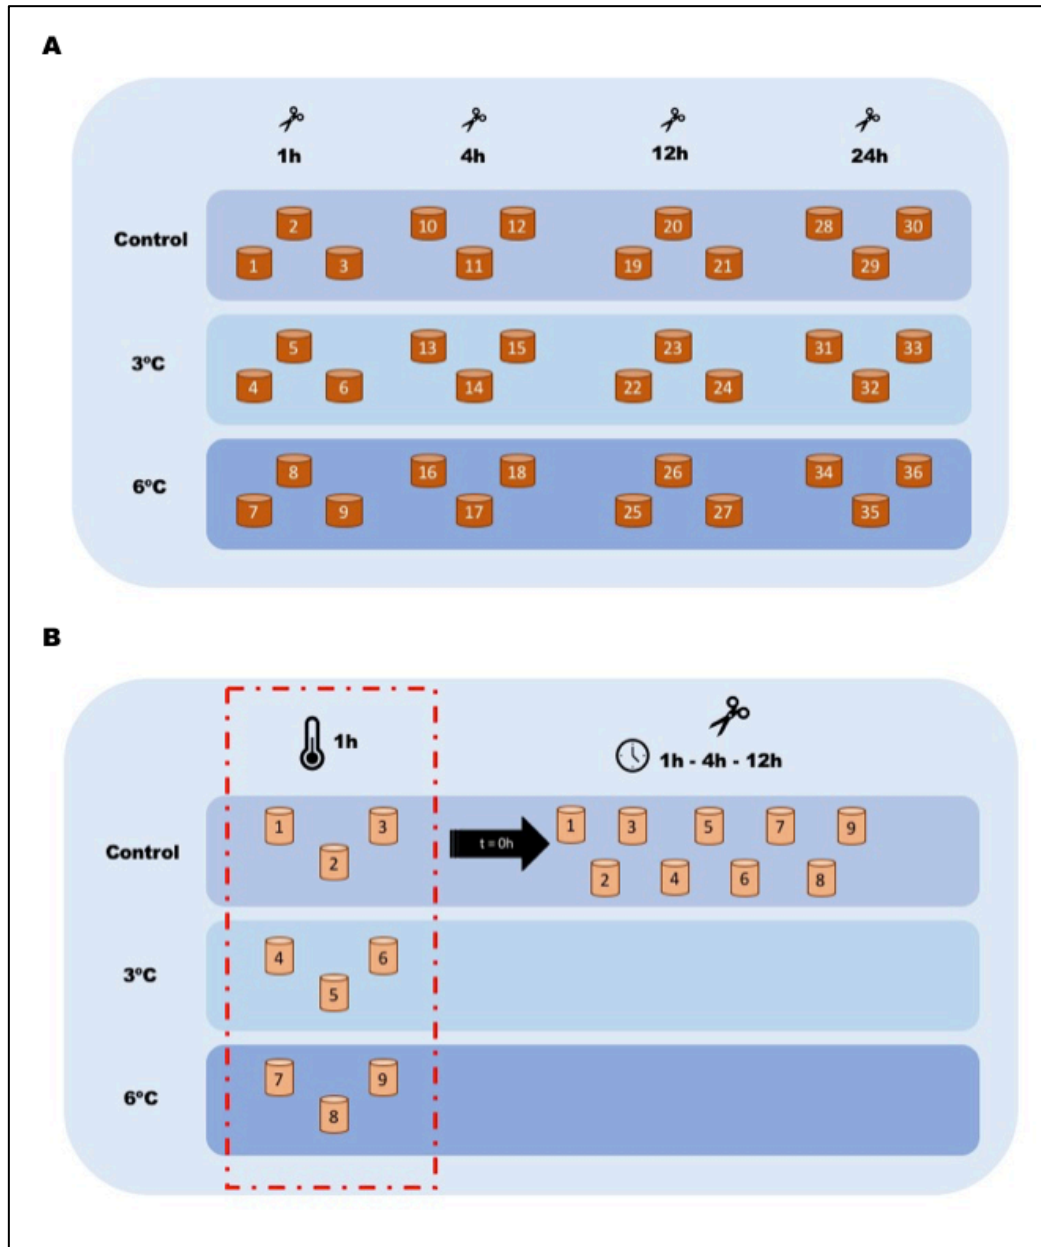 A
1h 4h 12h 24h
Control
2 10 12 20 28 30
1 3 11 19 21 29
3ºC
5 13 15 23 31 33
4 6 14 22 24 32
6ºC
8 16 18 26 34 36
7 9 17 25 27 35
B
1h
1h - 4h - 12h
Control
1 3
2
t = 0h
1 3 5 7 9
2 4 6 8
3ºC
4 6
5
6ºC
7 9
8